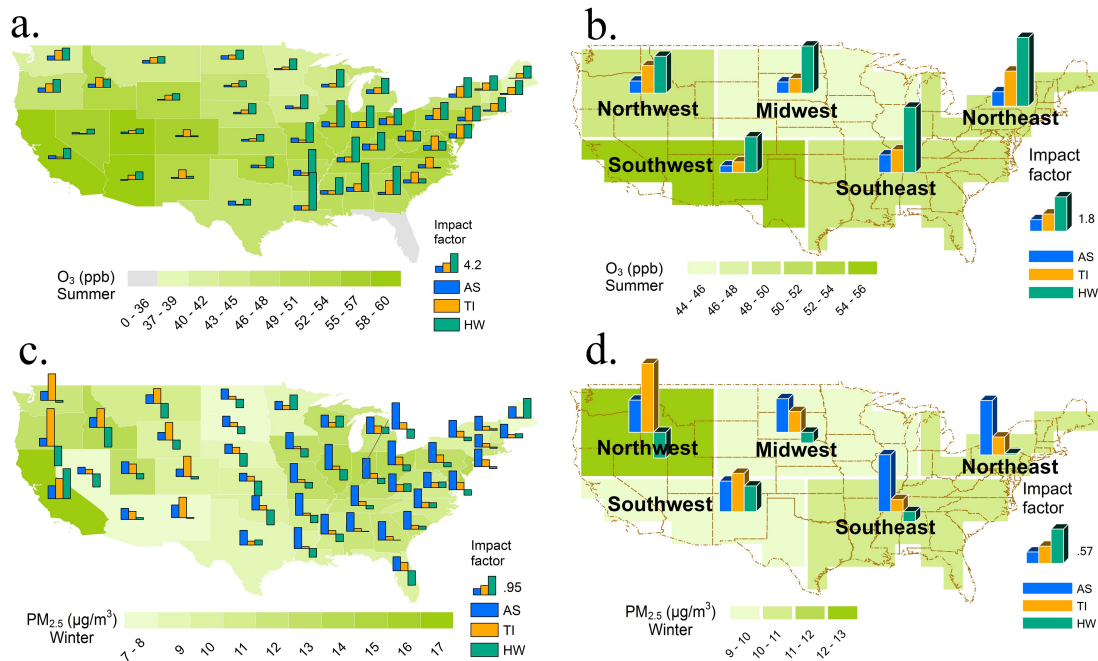 a.
Impact
factor
4.2
AS
TI
HW
O3 (ppb)
Summer
0 - 36
37 - 39
40 - 42
43 - 45
46 - 48
49 - 51
52 - 54
55 - 57
58 - 60
b.
Northwest
Midwest
Northeast
Southwest
Southeast
Impact
factor
1.8
AS
TI
HW
O3 (ppb)
Summer
44 - 46
46 - 48
48 - 50
50 - 52
52 - 54
54 - 56
c.
Impact
factor
.95
AS
TI
HW
PM2.5 (µg/m³)
Winter
7 - 8
9
10
11
12
13
14
15
16
17
d.
Northwest
Midwest
Northeast
Southwest
Southeast
Impact
factor
.57
AS
TI
HW
PM2.5 (µg/m³)
Winter
9 - 10
10 - 11
11 - 12
12 - 13